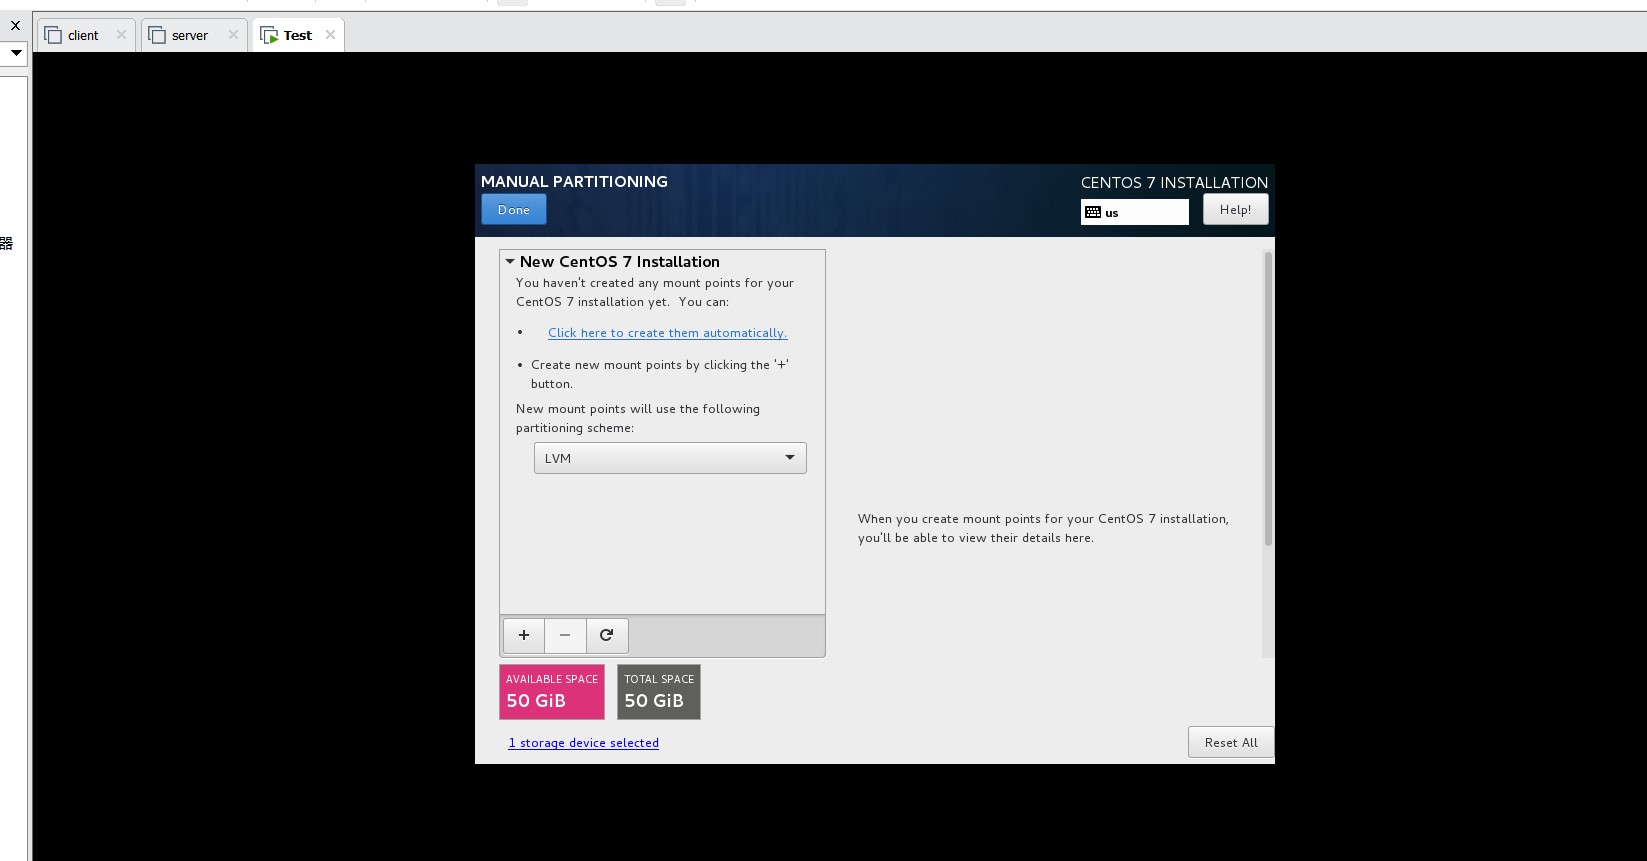 client
server
Test
器
MANUAL PARTITIONING
CENTOS 7 INSTALLATION
Done
us
Help!
New CentOS 7 Installation
You haven't created any mount points for your
CentOS 7 installation yet. You can:
• Click here to create them automatically.
• Create new mount points by clicking the '+'
button.
New mount points will use the following
partitioning scheme:
LVM
When you create mount points for your CentOS 7 installation,
you'll be able to view their details here.
AVAILABLE SPACE
50 GiB
TOTAL SPACE
50 GiB
1 storage device selected
Reset All